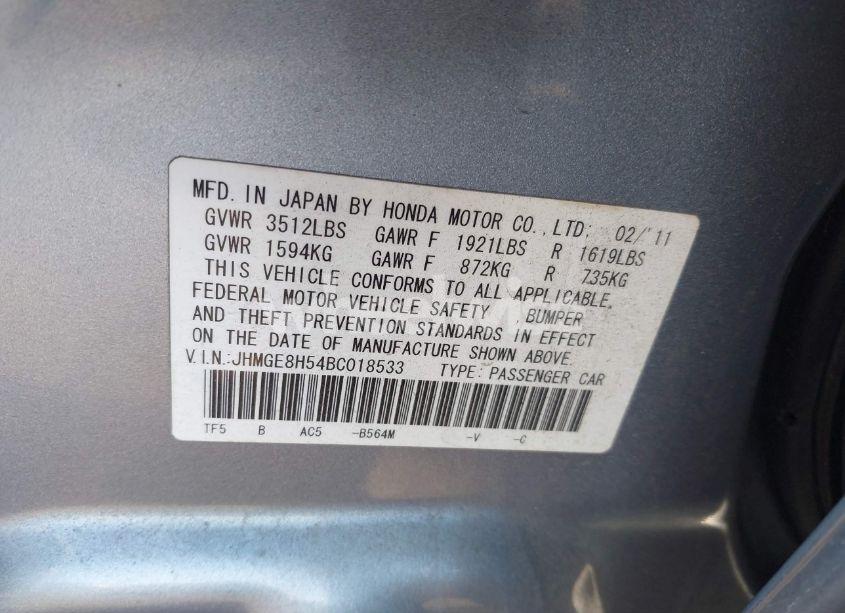 MFD. IN JAPAN BY HONDA MOTOR CO., LTD; 02/'11
GVWR 3512LBS GAWR F 1921LBS R 1619LBS
GVWR 1594KG GAWR F 872KG R 735KG
THIS VEHICLE CONFORMS TO ALL APPLICABLE,
FEDERAL MOTOR VEHICLE SAFETY BUMPER
AND THEFT PREVENTION STANDARDS IN EFFECT
ON THE DATE OF MANUFACTURE SHOWN ABOVE.
V.I.N.:JHMGE8H54BC018533 TYPE: PASSENGER CAR
TF5 B AC5 -B564M -V -C